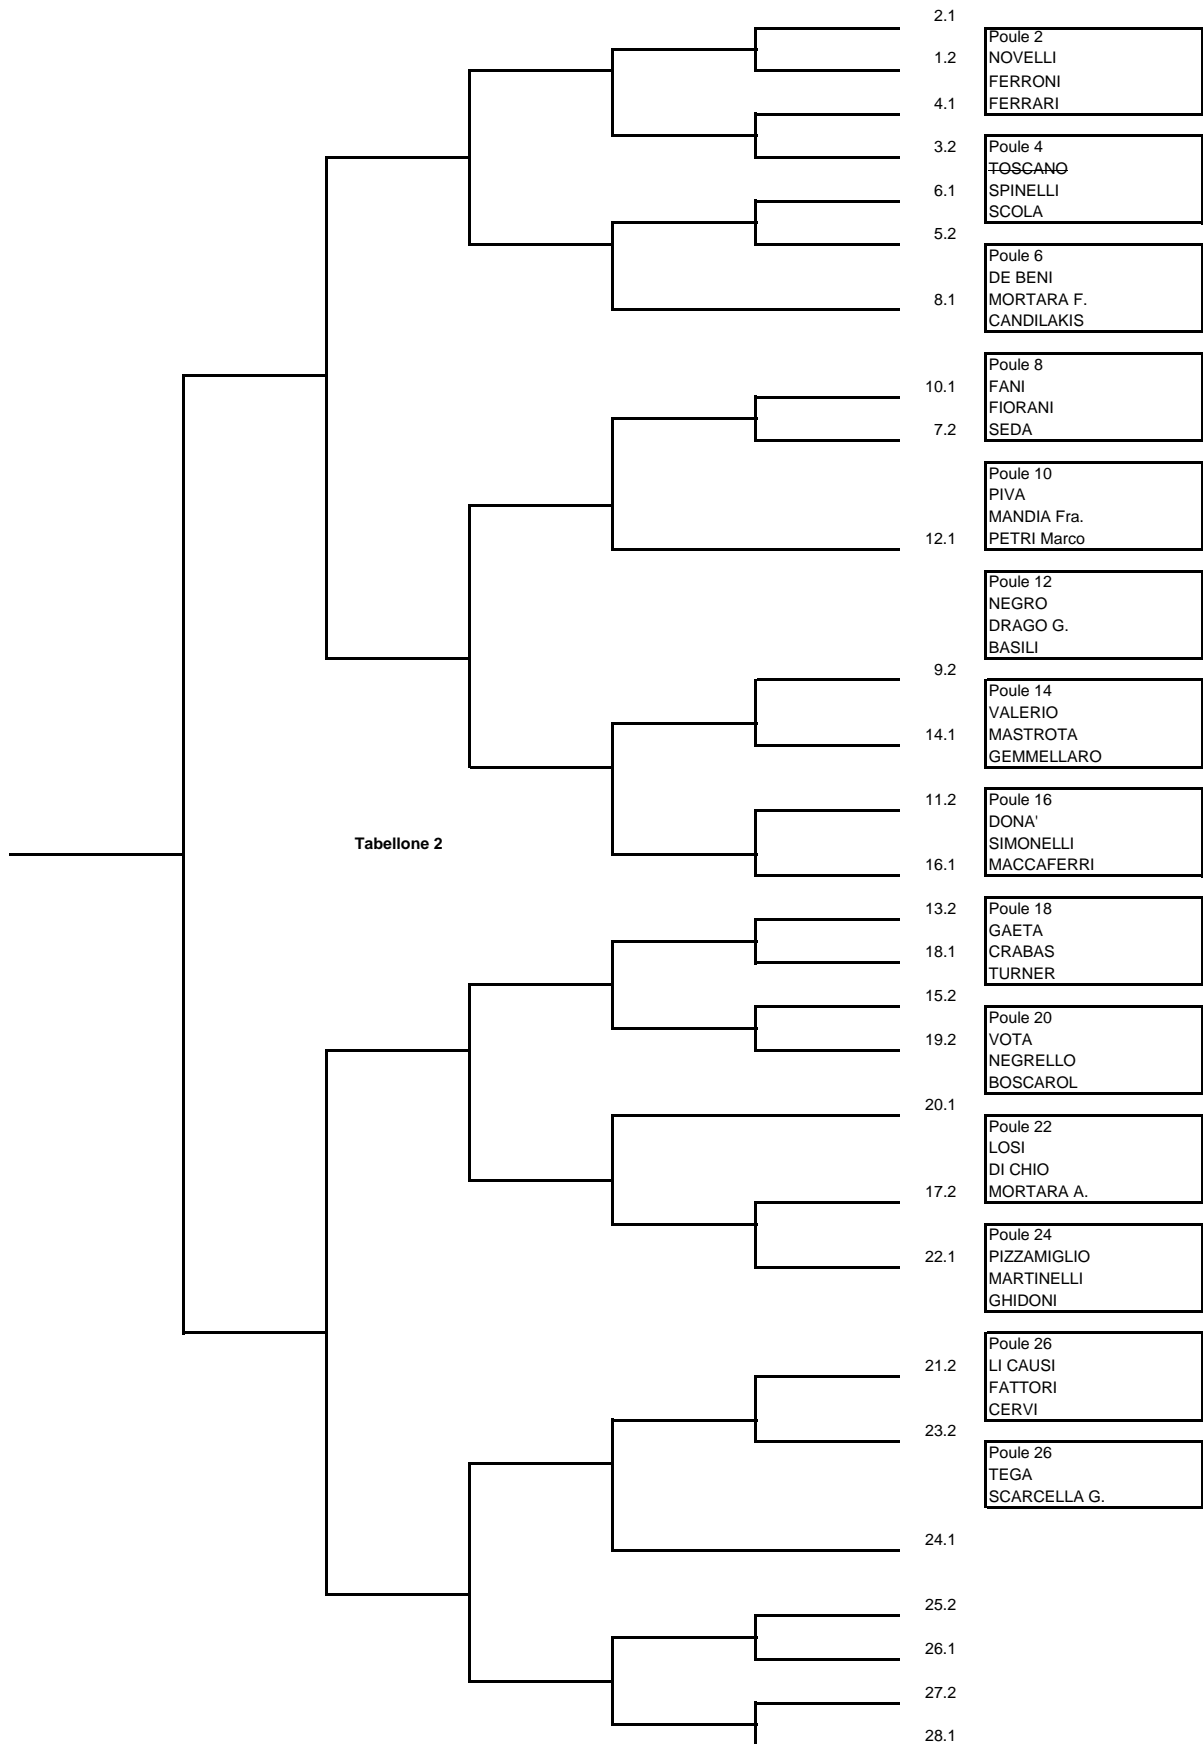 2.1
Poule 2
1.2 NOVELLI
FERRONI
4.1 FERRARI
3.2 Poule 4
TOSCANO
6.1 SPINELLI
SCOLA
5.2
Poule 6
DE BENI
8.1 MORTARA F.
CANDILAKIS
Poule 8
10.1 FANI
FIORANI
7.2 SEDA
Poule 10
PIVA
MANDIA Fra.
12.1 PETRI Marco
Poule 12
NEGRO
DRAGO G.
BASILI
9.2
Poule 14
VALERIO
14.1 MASTROTA
GEMMELLARO
11.2 Poule 16
DONA'
Tabellone 2 SIMONELLI
16.1 MACCAFERRI
13.2 Poule 18
GAETA
18.1 CRABAS
TURNER
15.2
Poule 20
19.2 VOTA
NEGRELLO
BOSCAROL
20.1
Poule 22
LOSI
DI CHIO
17.2 MORTARA A.
Poule 24
22.1 PIZZAMIGLIO
MARTINELLI
GHIDONI
Poule 26
21.2 LI CAUSI
FATTORI
CERVI
23.2
Poule 26
TEGA
SCARCELLA G.
24.1
25.2
26.1
27.2
28.1